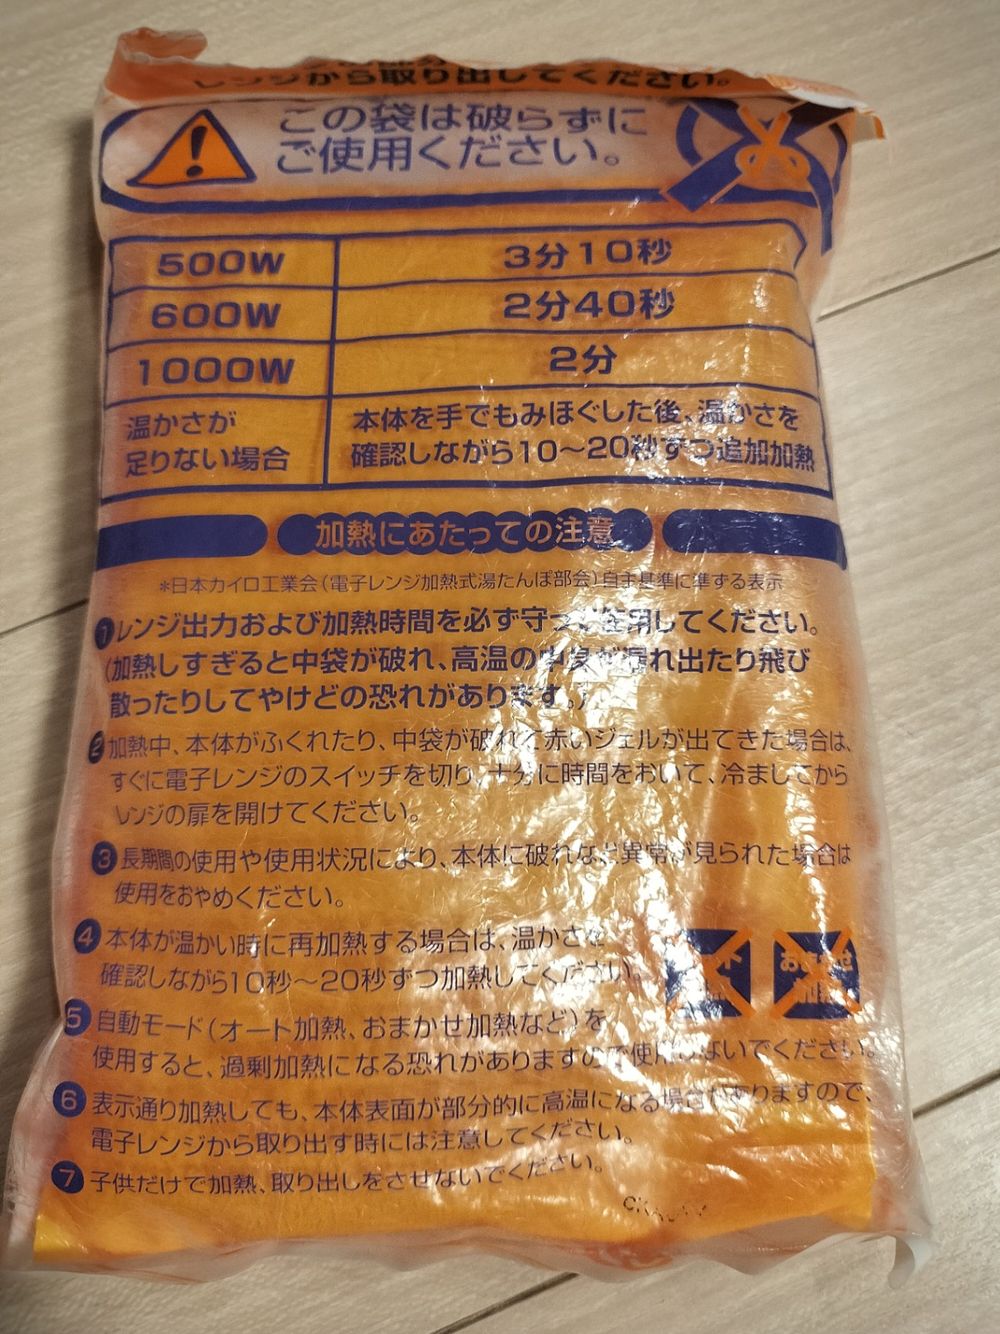 レンジから取り出してください。
この袋は破らずに
ご使用ください。
500W 3分10秒
600W 2分40秒
1000W 2分
温かさが
足りない場合
本体を手でもみほぐした後、温かさを
確認しながら10〜20秒ずつ追加加熱
加熱にあたっての注意
*日本カイロ工業会(電子レンジ加熱式湯たんぽ部会)自主基準に準ずる表示
1 レンジ出力および加熱時間を必ず守って使用してください。
(加熱しすぎると中袋が破れ、高温の中身が漏れ出たり飛び
散ったりしてやけどの恐れがあります。)
2 加熱中、本体がふくれたり、中袋が破れて赤いジェルが出てきた場合は、
すぐに電子レンジのスイッチを切り、十分に時間をおいて、冷ましてから
レンジの扉を開けてください。
3 長期間の使用や使用状況により、本体に破れなど異常が見られた場合は
使用をおやめください。
4 本体が温かい時に再加熱する場合は、温かさを
確認しながら10秒〜20秒ずつ加熱してください。
5 自動モード(オート加熱、おまかせ加熱など)を
使用すると、過剰加熱になる恐れがありますので使用しないでください。
6 表示通り加熱しても、本体表面が部分的に高温になる場合がありますので、
電子レンジから取り出す時には注意してください。
7 子供だけで加熱、取り出しをさせないでください。